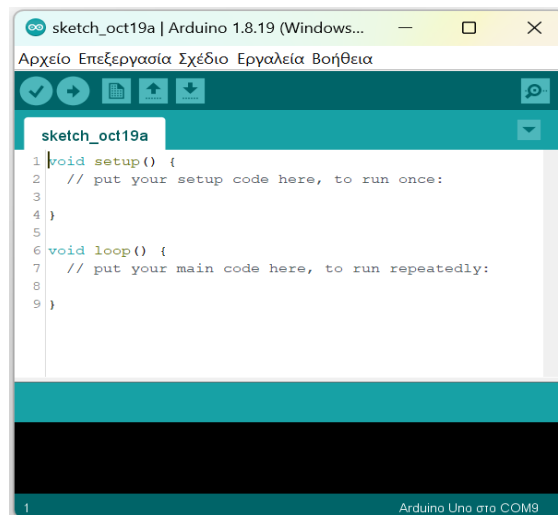 sketch_oct19a | Arduino 1.8.19 (Windows...
Αρχείο Επεξεργασία Σχέδιο Εργαλεία Βοήθεια
sketch_oct19a
1 void setup() {
2 // put your setup code here, to run once:
3
4 }
5
6 void loop() {
7 // put your main code here, to run repeatedly:
8
9 }
1 Arduino Uno στο COM9